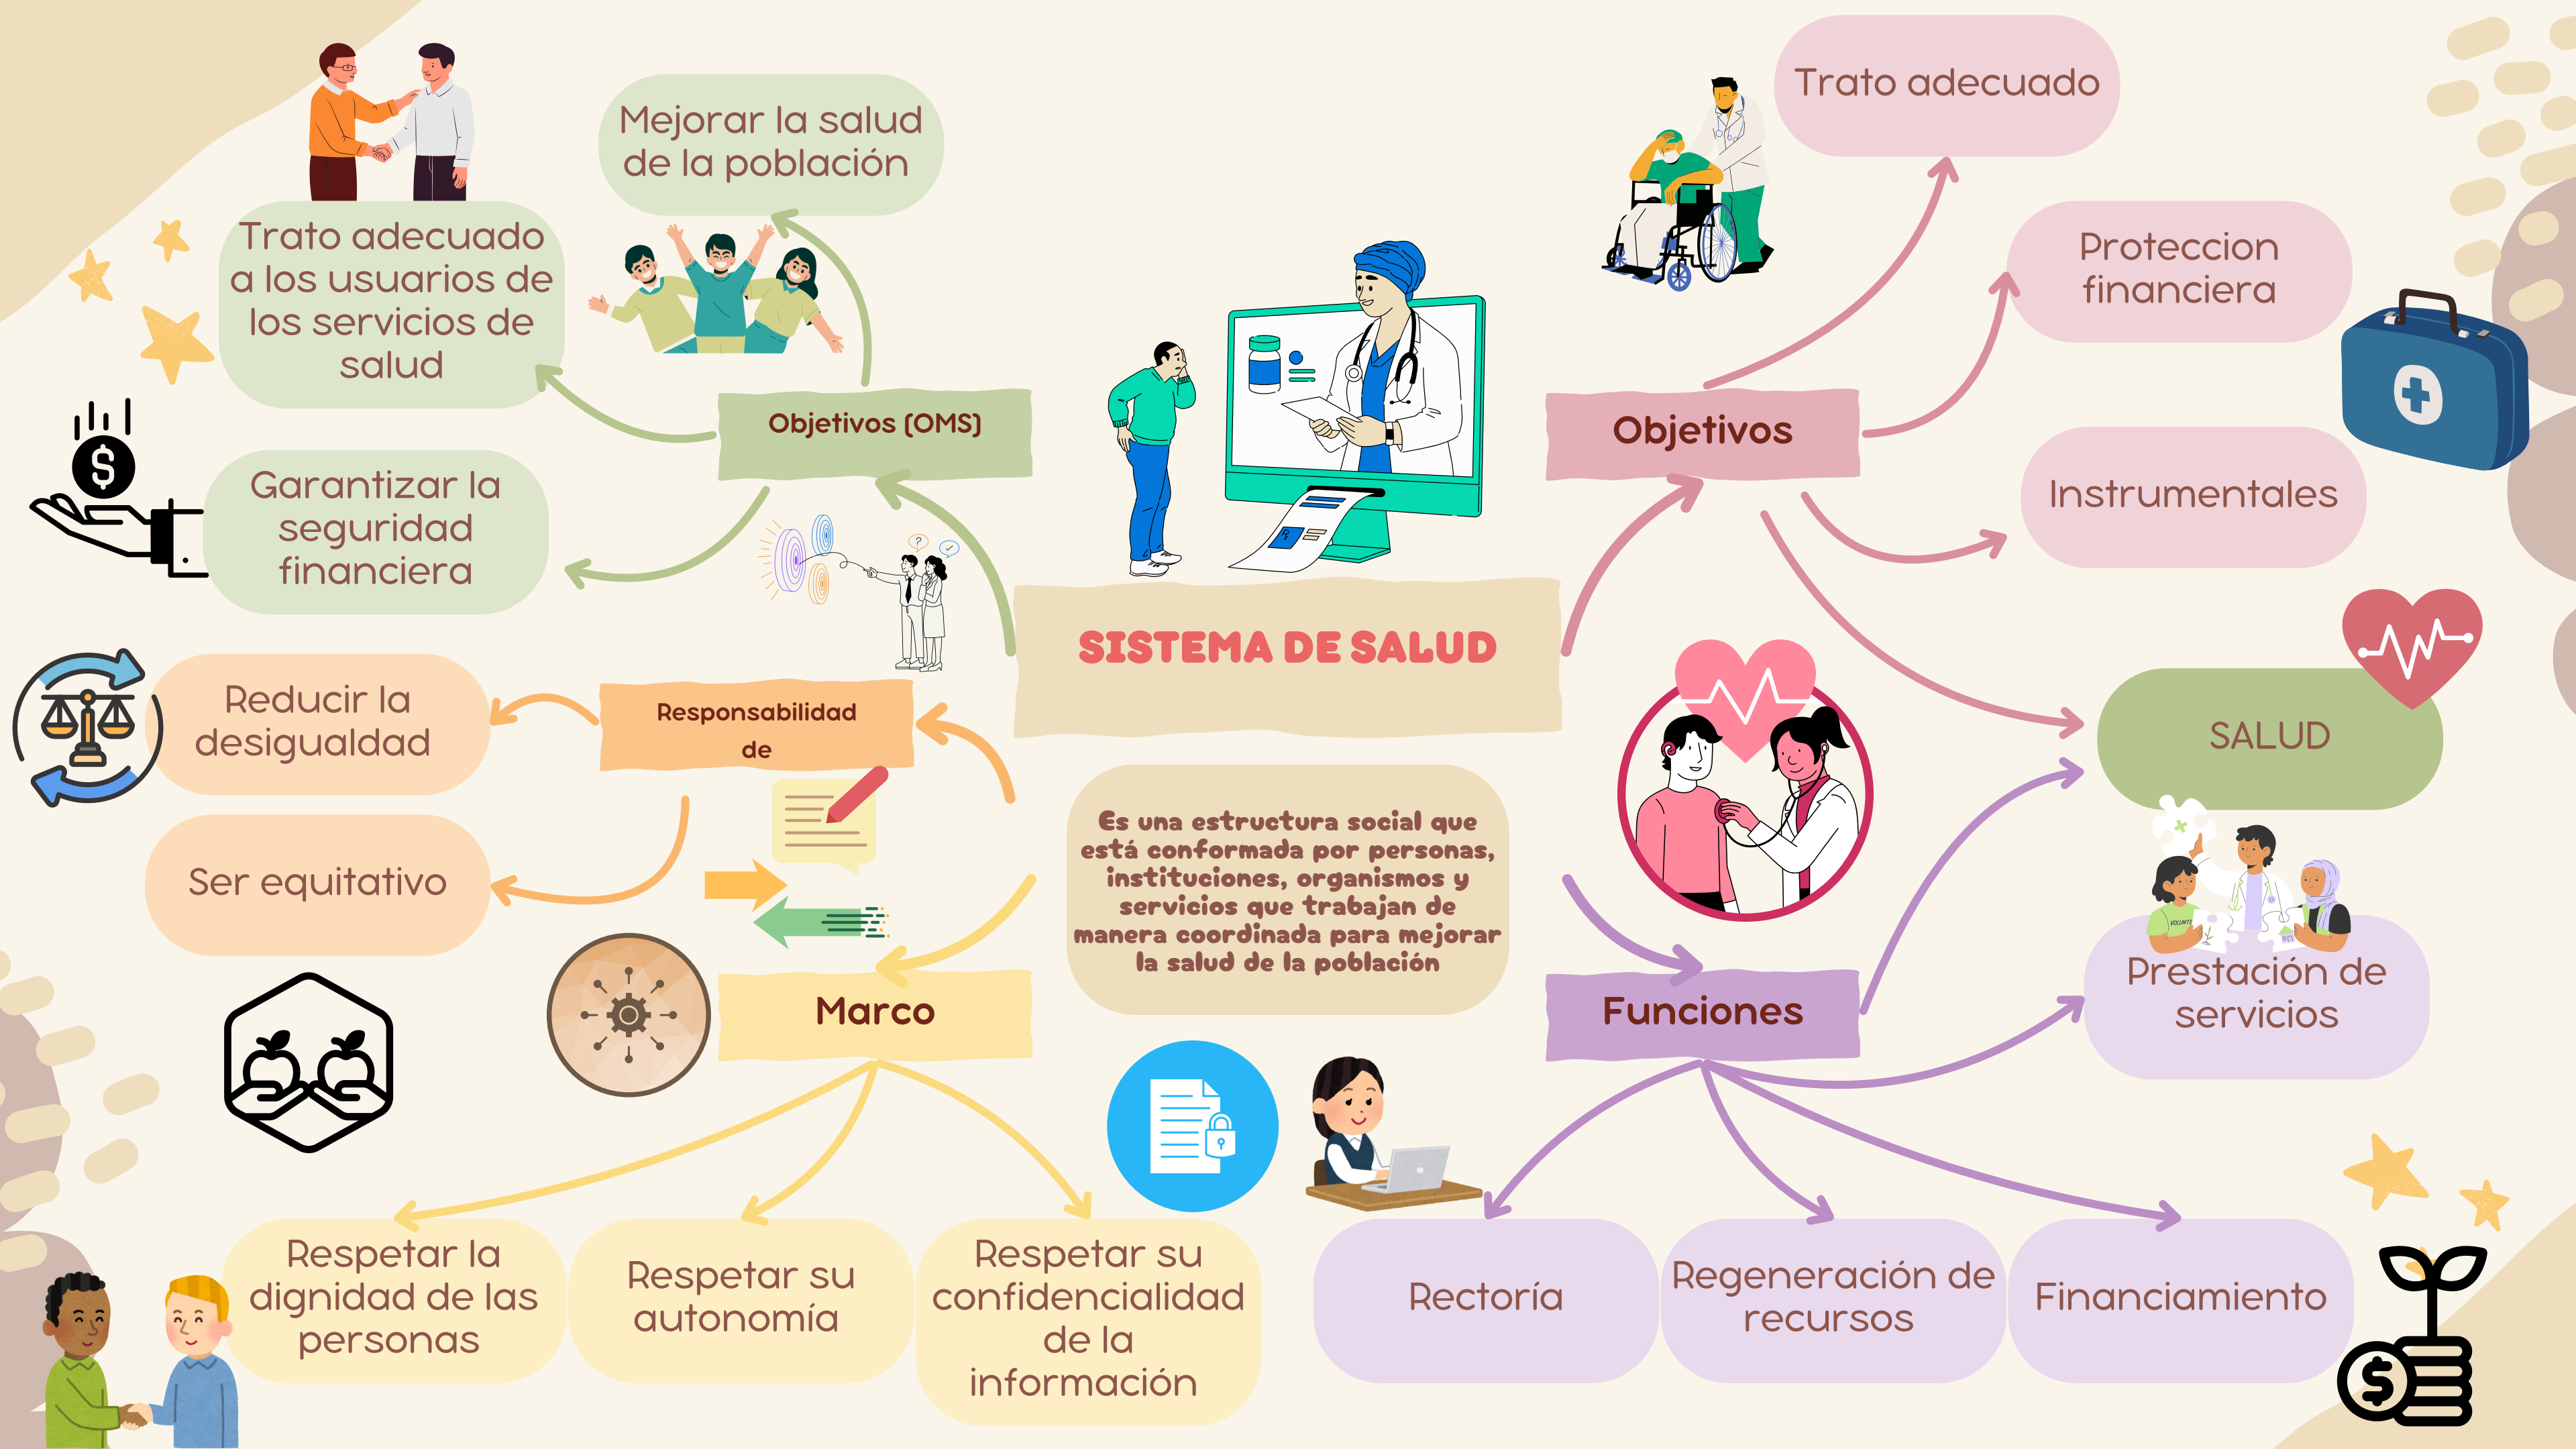 SISTEMA DE SALUD
Es una estructura social que
está conformada por personas,
instituciones, organismos y
servicios que trabajan de
manera coordinada para mejorar
la salud de la población
Objetivos (OMS)
Mejorar la salud
de la población
Trato adecuado
a los usuarios de
los servicios de
salud
$
Garantizar la
seguridad
financiera
?
Responsabilidad
de
Reducir la
desigualdad
Ser equitativo
Marco
Respetar la
dignidad de las
personas
Respetar su
autonomía
Respetar su
confidencialidad
de la
información
Objetivos
Trato adecuado
Proteccion
financiera
Instrumentales
SALUD
Funciones
Prestación de
servicios
Rectoría
Regeneración de
recursos
Financiamiento
$